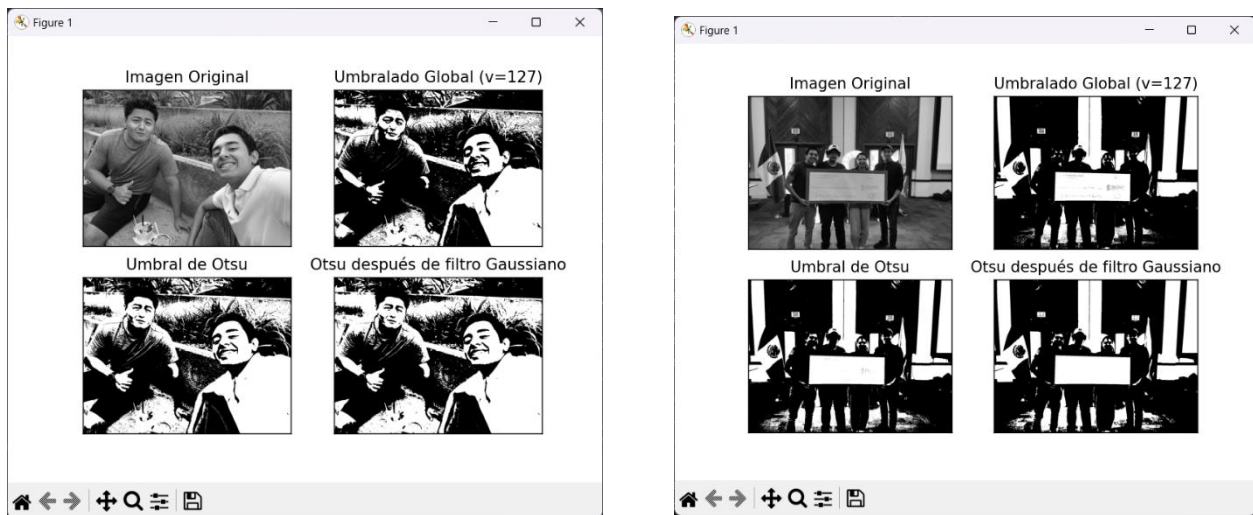 Figure 1
Imagen Original
Umbralado Global (v=127)
Umbral de Otsu
Otsu después de filtro Gaussiano
Figure 1
Imagen Original
Umbralado Global (v=127)
Umbral de Otsu
Otsu después de filtro Gaussiano